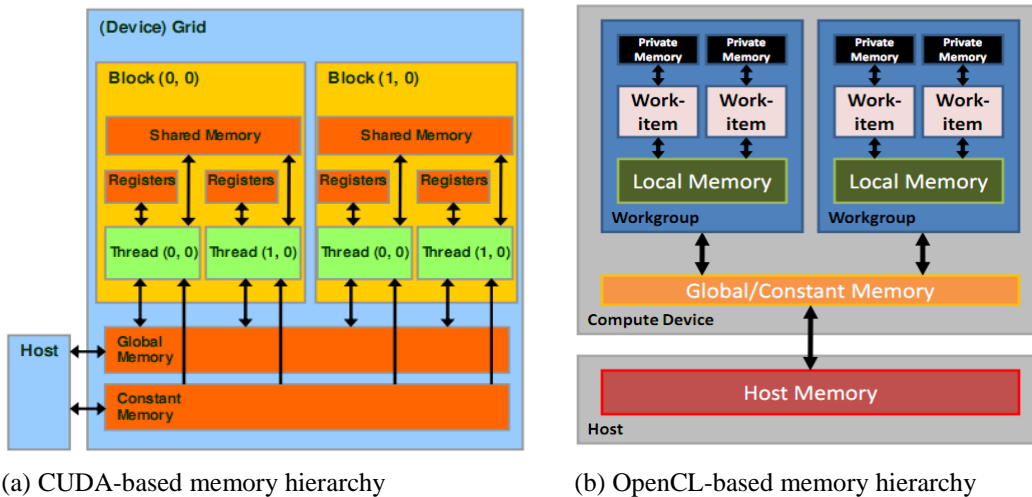 (Device) Grid
Block (0, 0)
Block (1, 0)
Shared Memory
Shared Memory
Registers
Registers
Registers
Registers
Thread (0, 0)
Thread (1, 0)
Thread (0, 0)
Thread (1, 0)
Host
Global
Memory
Constant
Memory
(a) CUDA-based memory hierarchy
Private
Memory
Private
Memory
Private
Memory
Private
Memory
Work-
item
Work-
item
Work-
item
Work-
item
Local Memory
Local Memory
Workgroup
Workgroup
Global/Constant Memory
Compute Device
Host Memory
Host
(b) OpenCL-based memory hierarchy